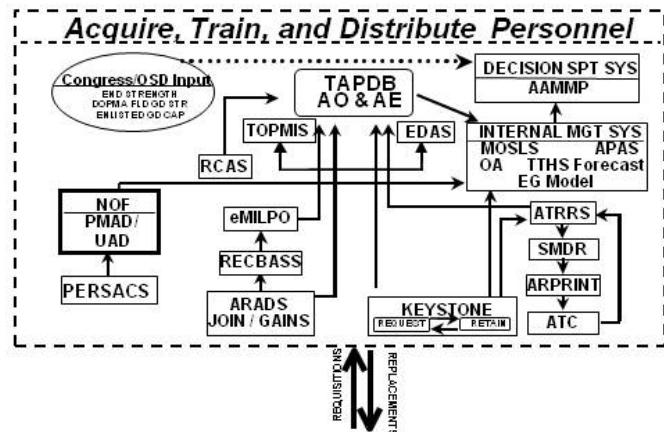 Acquire, Train, and Distribute Personnel
Congress/OSD Input
END STRENGTH
DOPMA FLD GD STR
ENLISTED GD CAP
TAPDB
AO & AE
DECISION SPT SYS
AAMMP
TOPMIS
EDAS
INTERNAL MGT SYS
MOSLS APAS
OA TTHS Forecast
EG Model
RCAS
NOF
PMAD/
UAD
eMILPO
ATRRS
RECBASS
SMDR
PERSACS
ARADS
JOIN / GAINS
ARPRINT
KEYSTONE
REQUEST RETAIN
ATC
REQUISITIONS
REPLACEMENTS